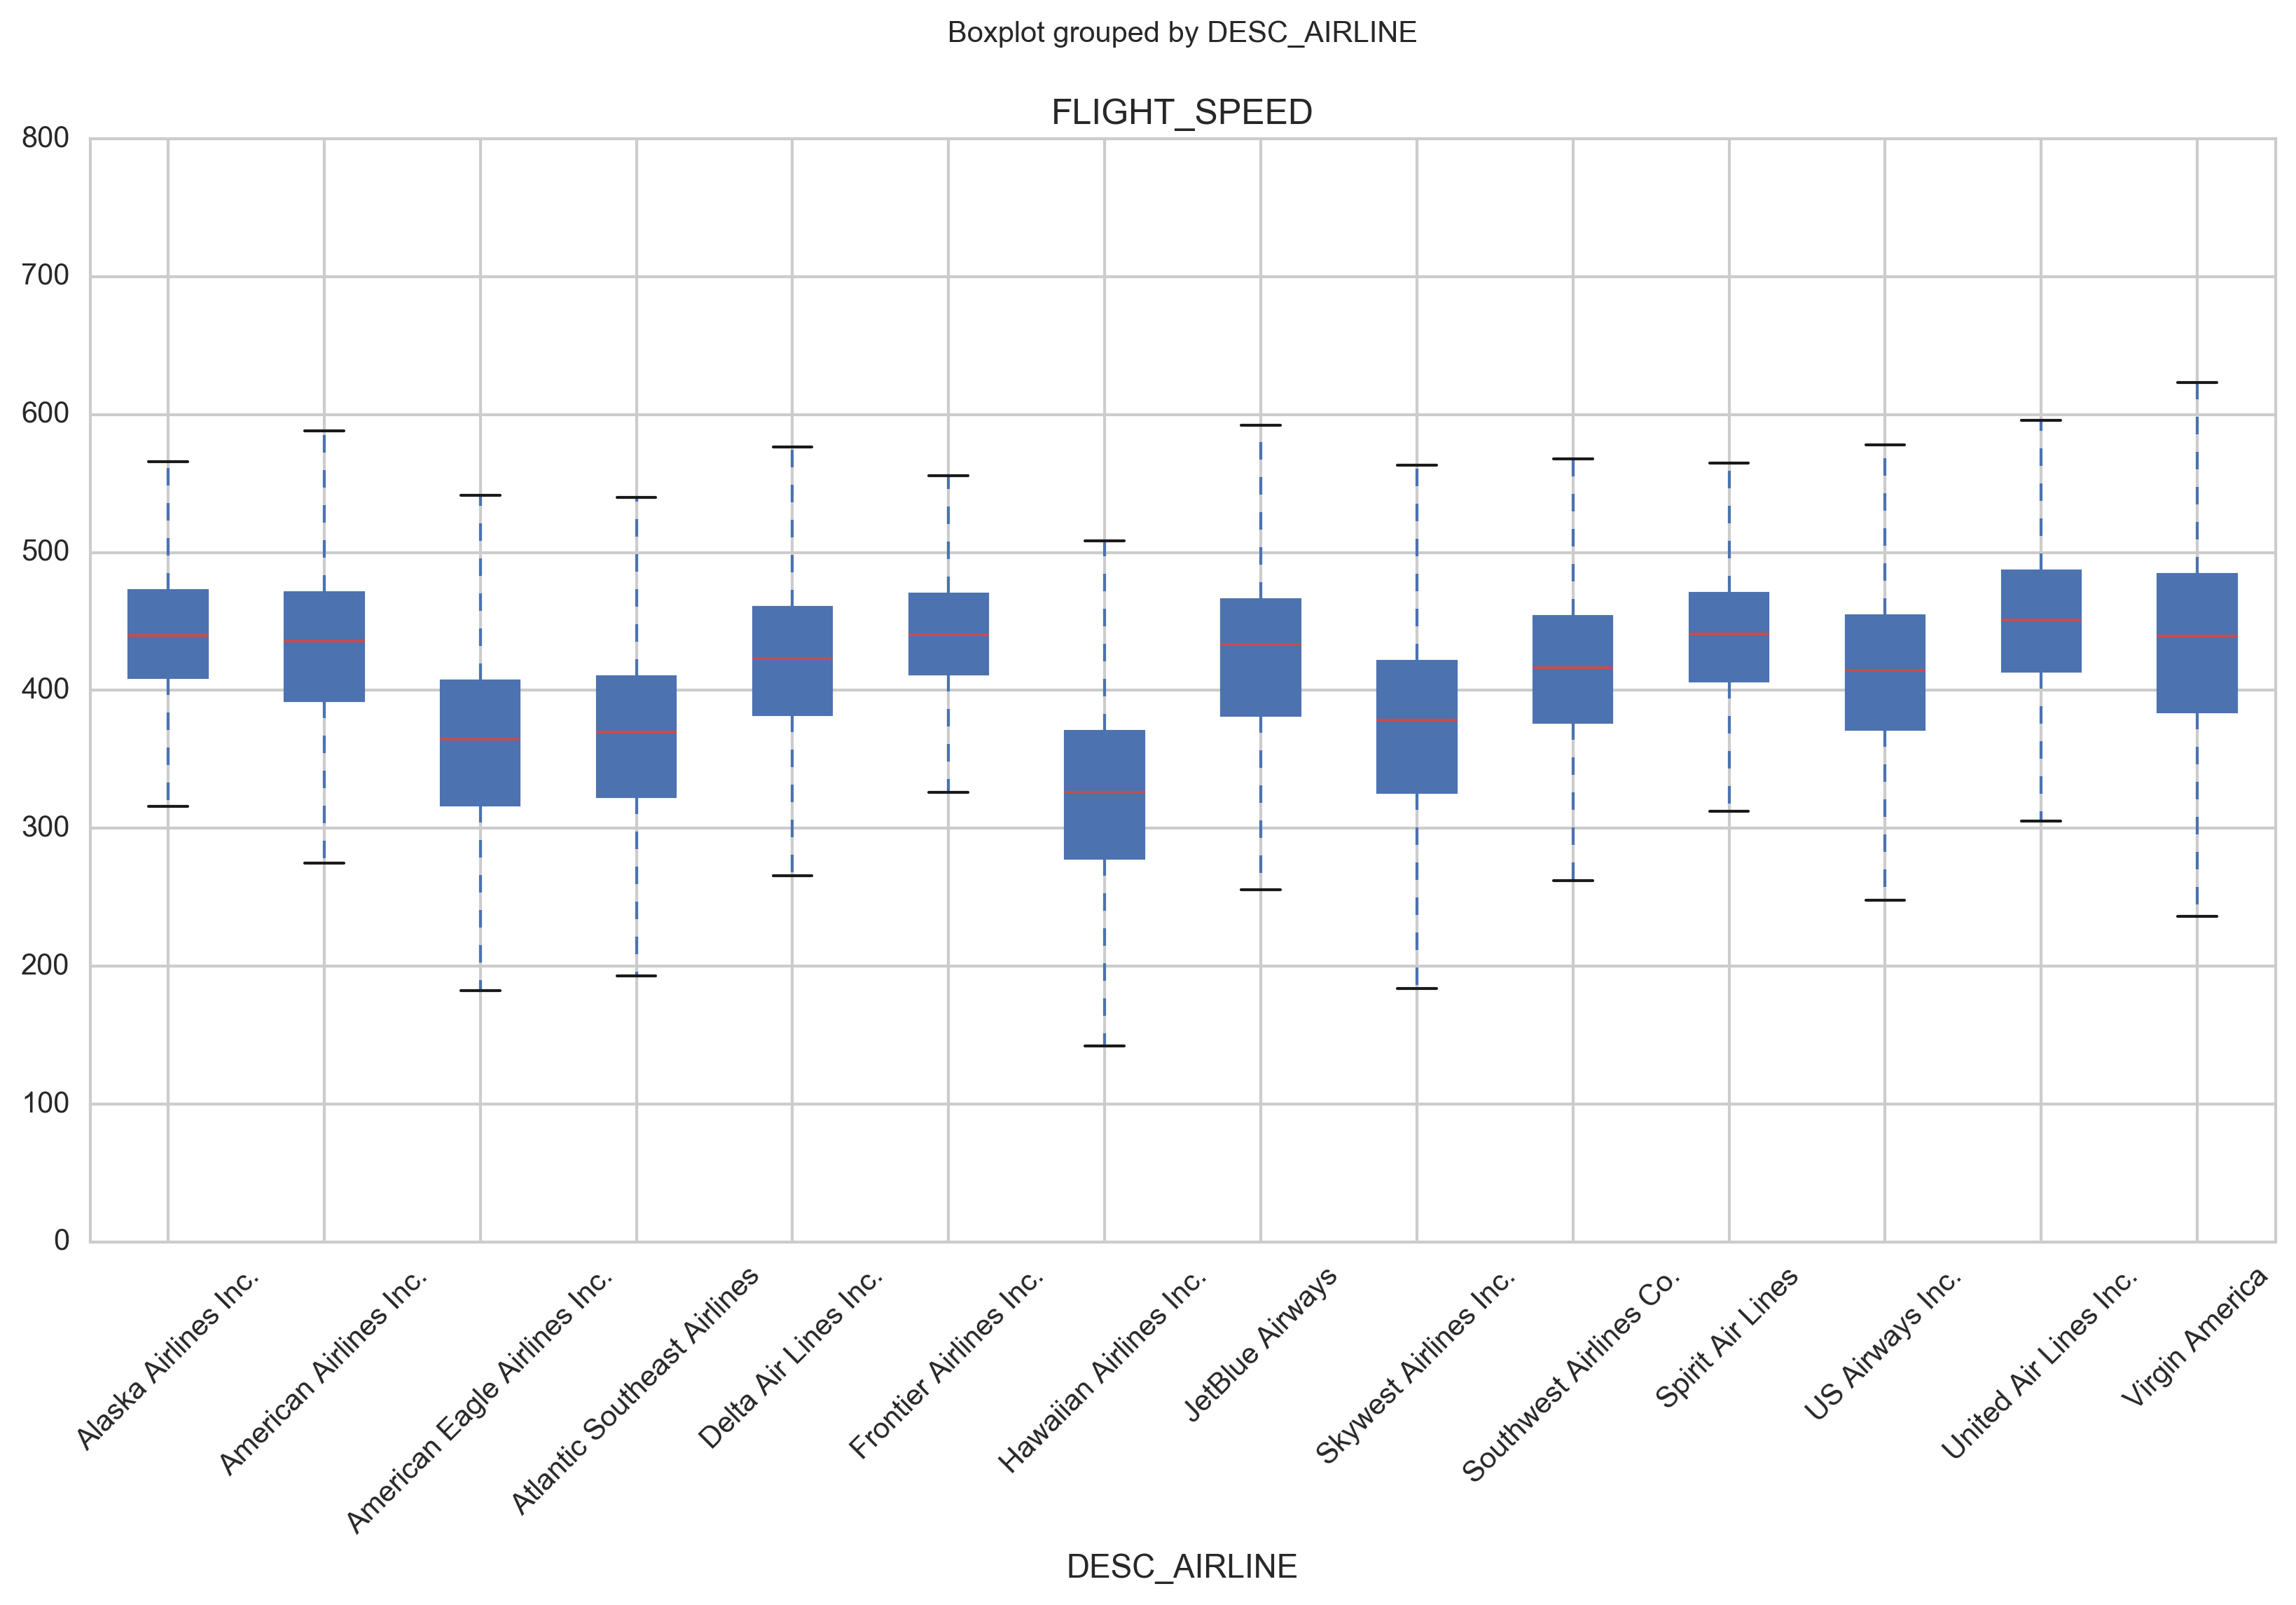 Boxplot grouped by DESC_AIRLINE
FLIGHT_SPEED
800
700
600
500
400
300
200
100
0
Alaska Airlines Inc.
American Airlines Inc.
American Eagle Airlines Inc.
Atlantic Southeast Airlines
Delta Air Lines Inc.
Frontier Airlines Inc.
Hawaiian Airlines Inc.
JetBlue Airways
Skywest Airlines Inc.
Southwest Airlines Co.
Spirit Air Lines
US Airways Inc.
United Air Lines Inc.
Virgin America
DESC_AIRLINE